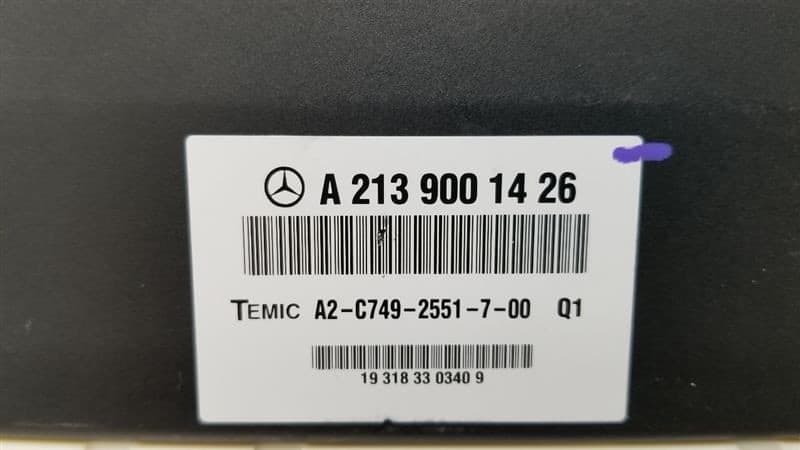 A 213 900 14 26
TEMIC A2-C749-2551-7-00 Q1
19 318 33 0340 9